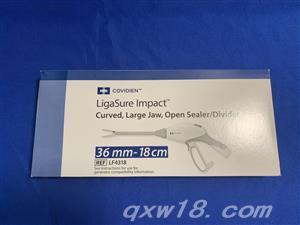 COVIDIEN™
LigaSure Impact™
Curved, Large Jaw, Open Sealer/Divider
36 mm - 18 cm
REF LF4318
See instructions for use for
generator compatibility information.
qxw18.com